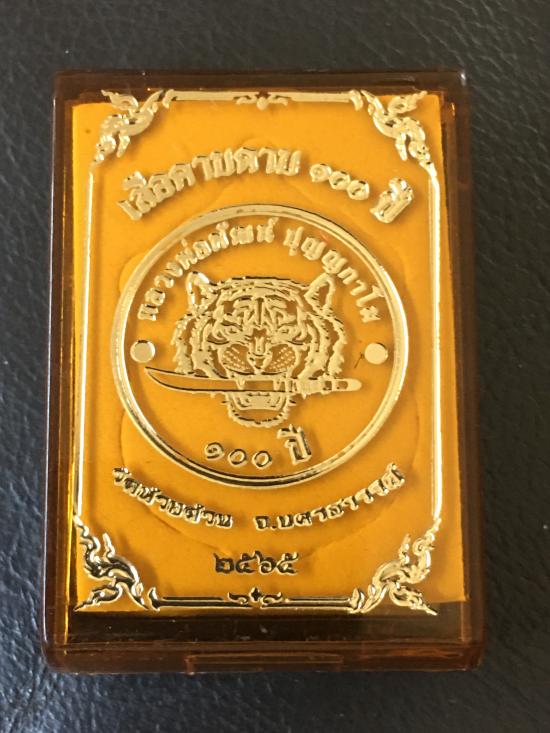 เสือคาบดาบ ๑๐๐ ปี
หลวงพ่อพัฒน์ ปุญญกาโม
๑๐๐ ปี
วัดห้วยด้วน จ.นครสวรรค์
๒๕๖๕